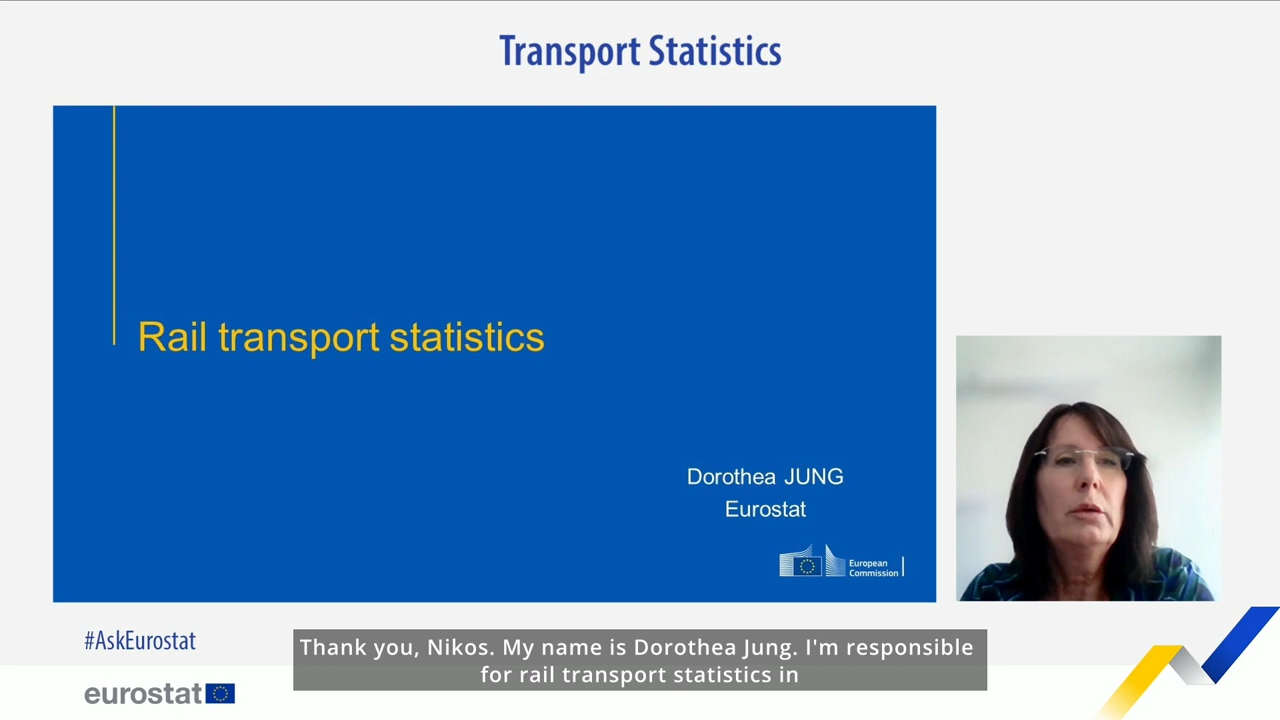 Transport Statistics
Rail transport statistics
Dorothea JUNG
Eurostat
European
Commission
#AskEurostat
Thank you, Nikos. My name is Dorothea Jung. I'm responsible
for rail transport statistics in
eurostat